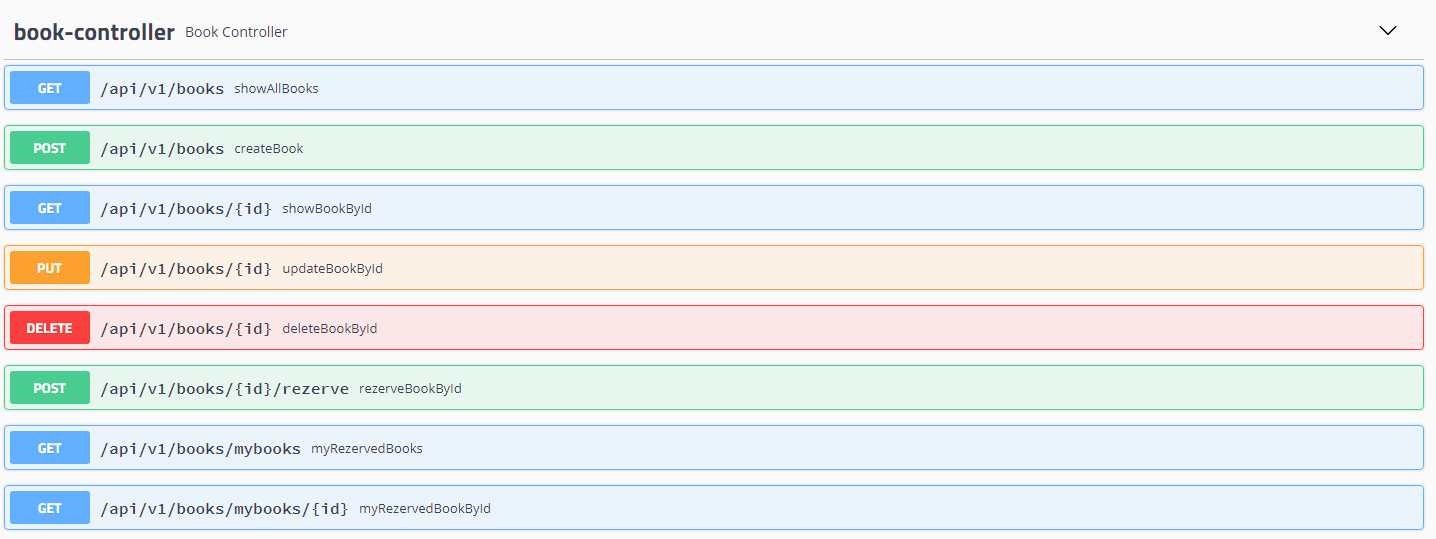 book-controller Book Controller
GET /api/v1/books showAllBooks
POST /api/v1/books createBook
GET /api/v1/books/{id} showBookById
PUT /api/v1/books/{id} updateBookById
DELETE /api/v1/books/{id} deleteBookById
POST /api/v1/books/{id}/rezerve rezerveBookById
GET /api/v1/books/mybooks myRezervedBooks
GET /api/v1/books/mybooks/{id} myRezervedBookById